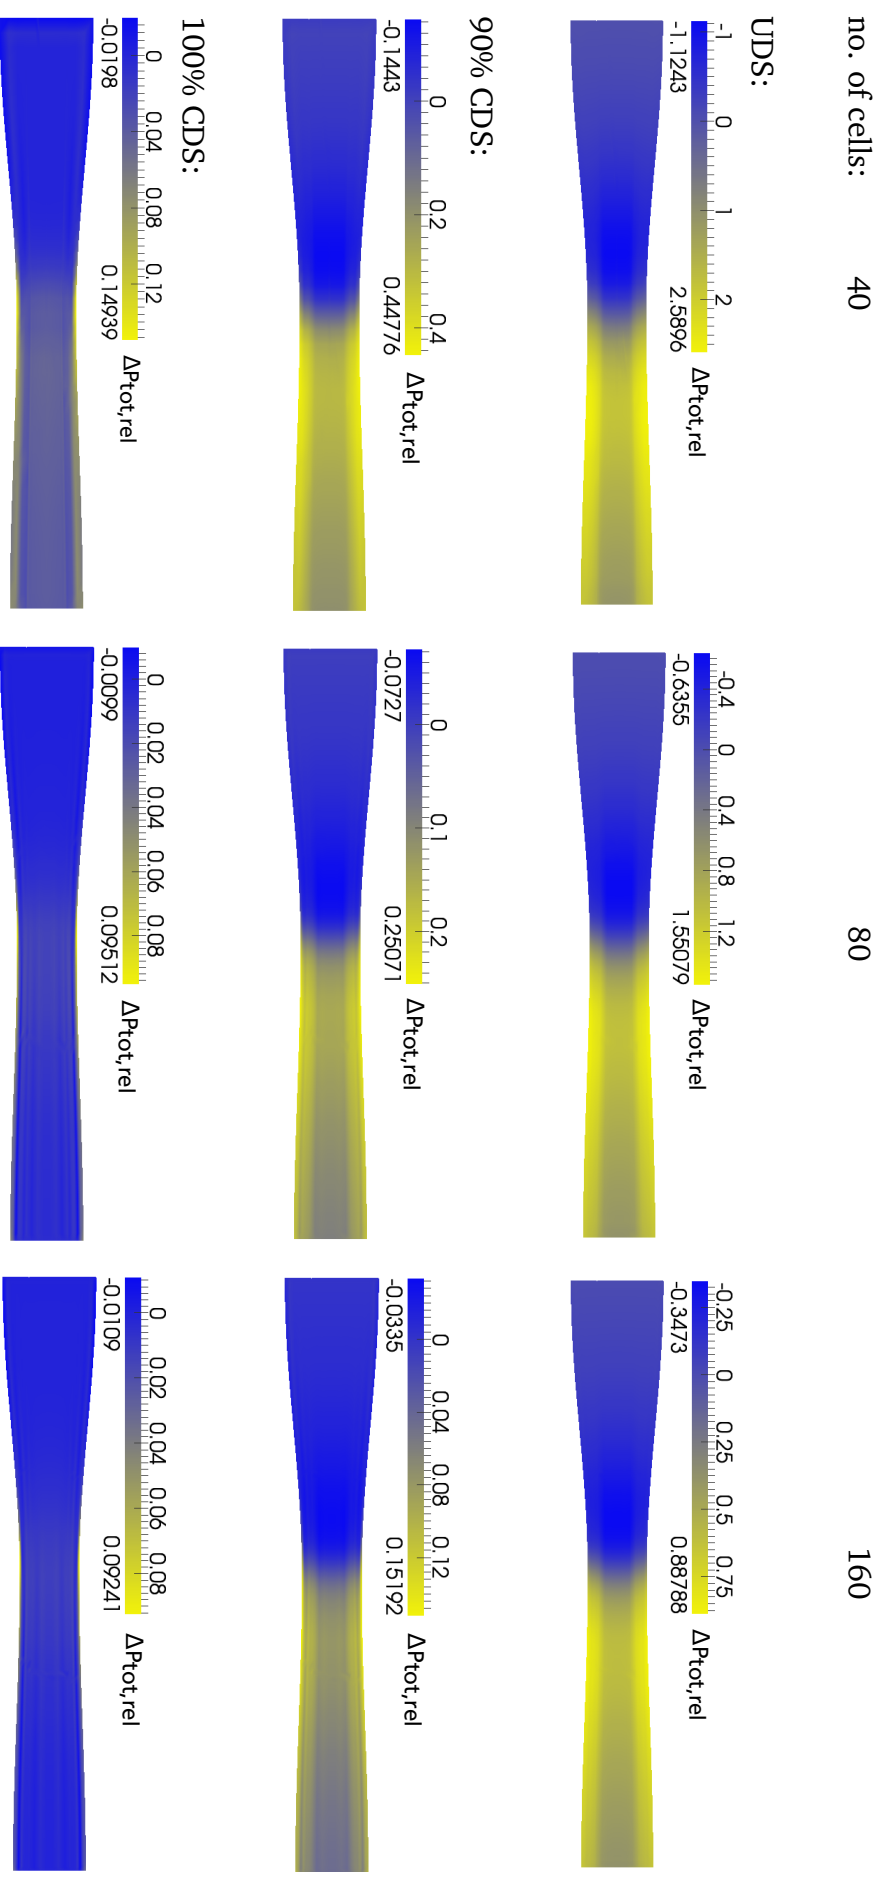 no. of cells: 40 80 160
UDS:
-1 0 1 2
-1.1243 2.5896 ΔPtot,rel
-0.4 0 0.4 0.8 1.2
-0.6355 1.55079 ΔPtot,rel
-0.25 0 0.25 0.5 0.75
-0.3473 0.88788 ΔPtot,rel
90% CDS:
0 0.2 0.4
-0.1443 0.44776 ΔPtot,rel
0 0.1 0.2
-0.0727 0.25071 ΔPtot,rel
0 0.04 0.08 0.12
-0.0335 0.15192 ΔPtot,rel
100% CDS:
0 0.04 0.08 0.12
-0.0198 0.14939 ΔPtot,rel
0 0.02 0.04 0.06 0.08
-0.0099 0.09512 ΔPtot,rel
0 0.02 0.04 0.06 0.08
-0.0109 0.09241 ΔPtot,rel